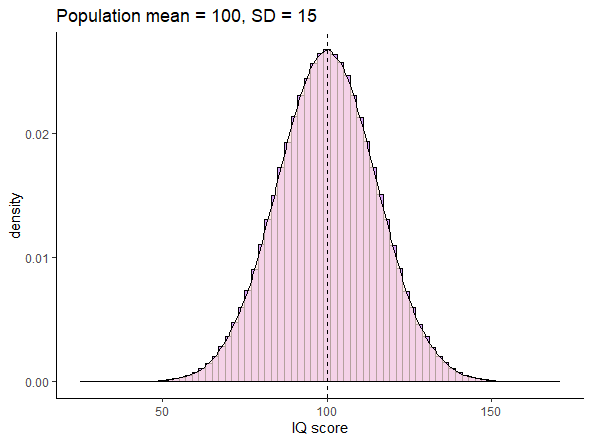 Population mean = 100, SD = 15
density
0.02
0.01
0.00
50 100 150
IQ score